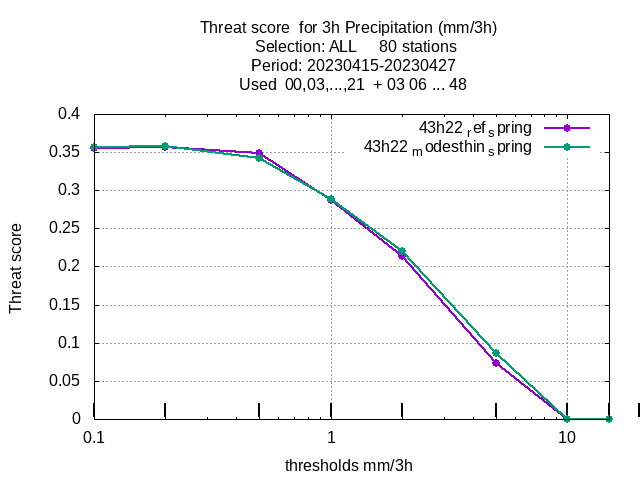 Threat score for 3h Precipitation (mm/3h)
Selection: ALL 80 stations
Period: 20230415-20230427
Used 00,03,...,21 + 03 06 ... 48
43h22 ref spring
43h22 modesthin spring
0.4
0.35
0.3
0.25
0.2
0.15
0.1
0.05
0
Threat score
0.1 1 10
thresholds mm/3h